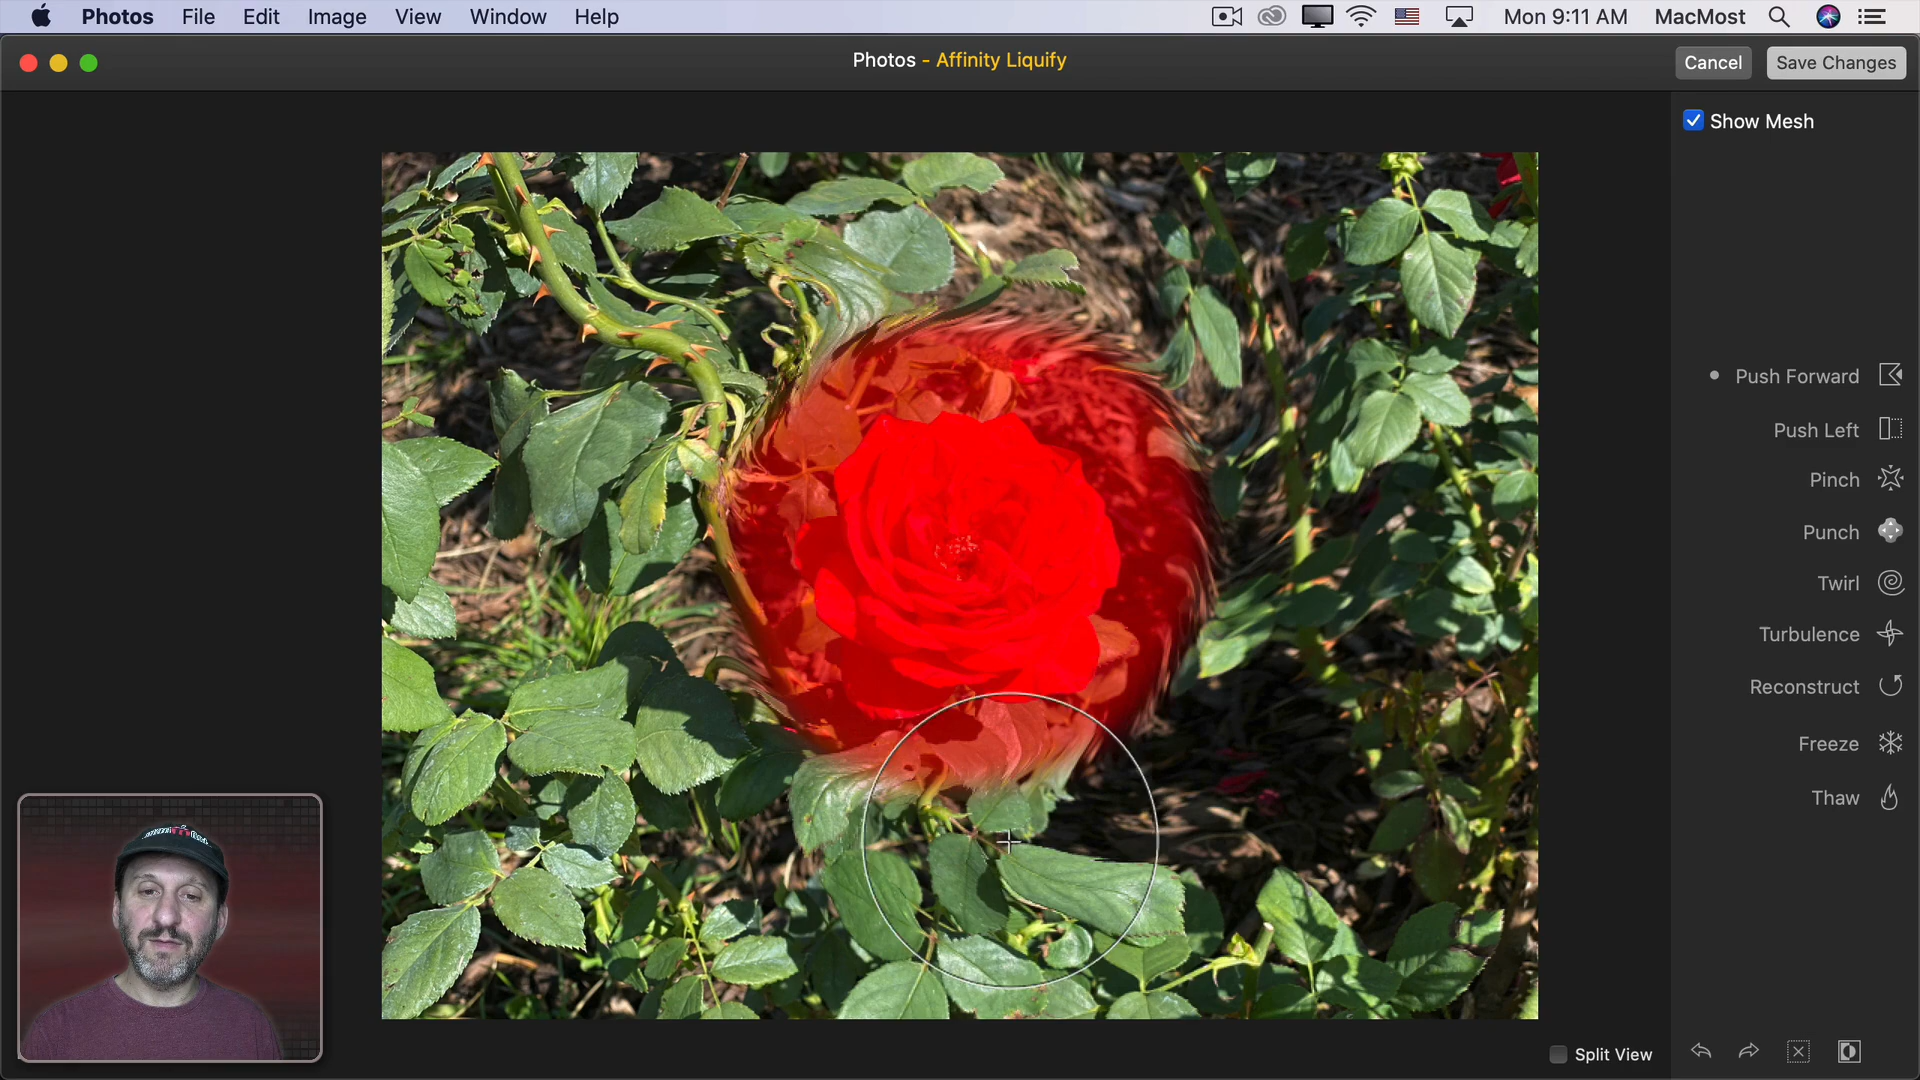 Photos File Edit Image View Window Help Mon 9:11 AM MacMost
Photos - Affinity Liquify
Cancel Save Changes
Show Mesh
Push Forward
Push Left
Pinch
Punch
Twirl
Turbulence
Reconstruct
Freeze
Thaw
Split View